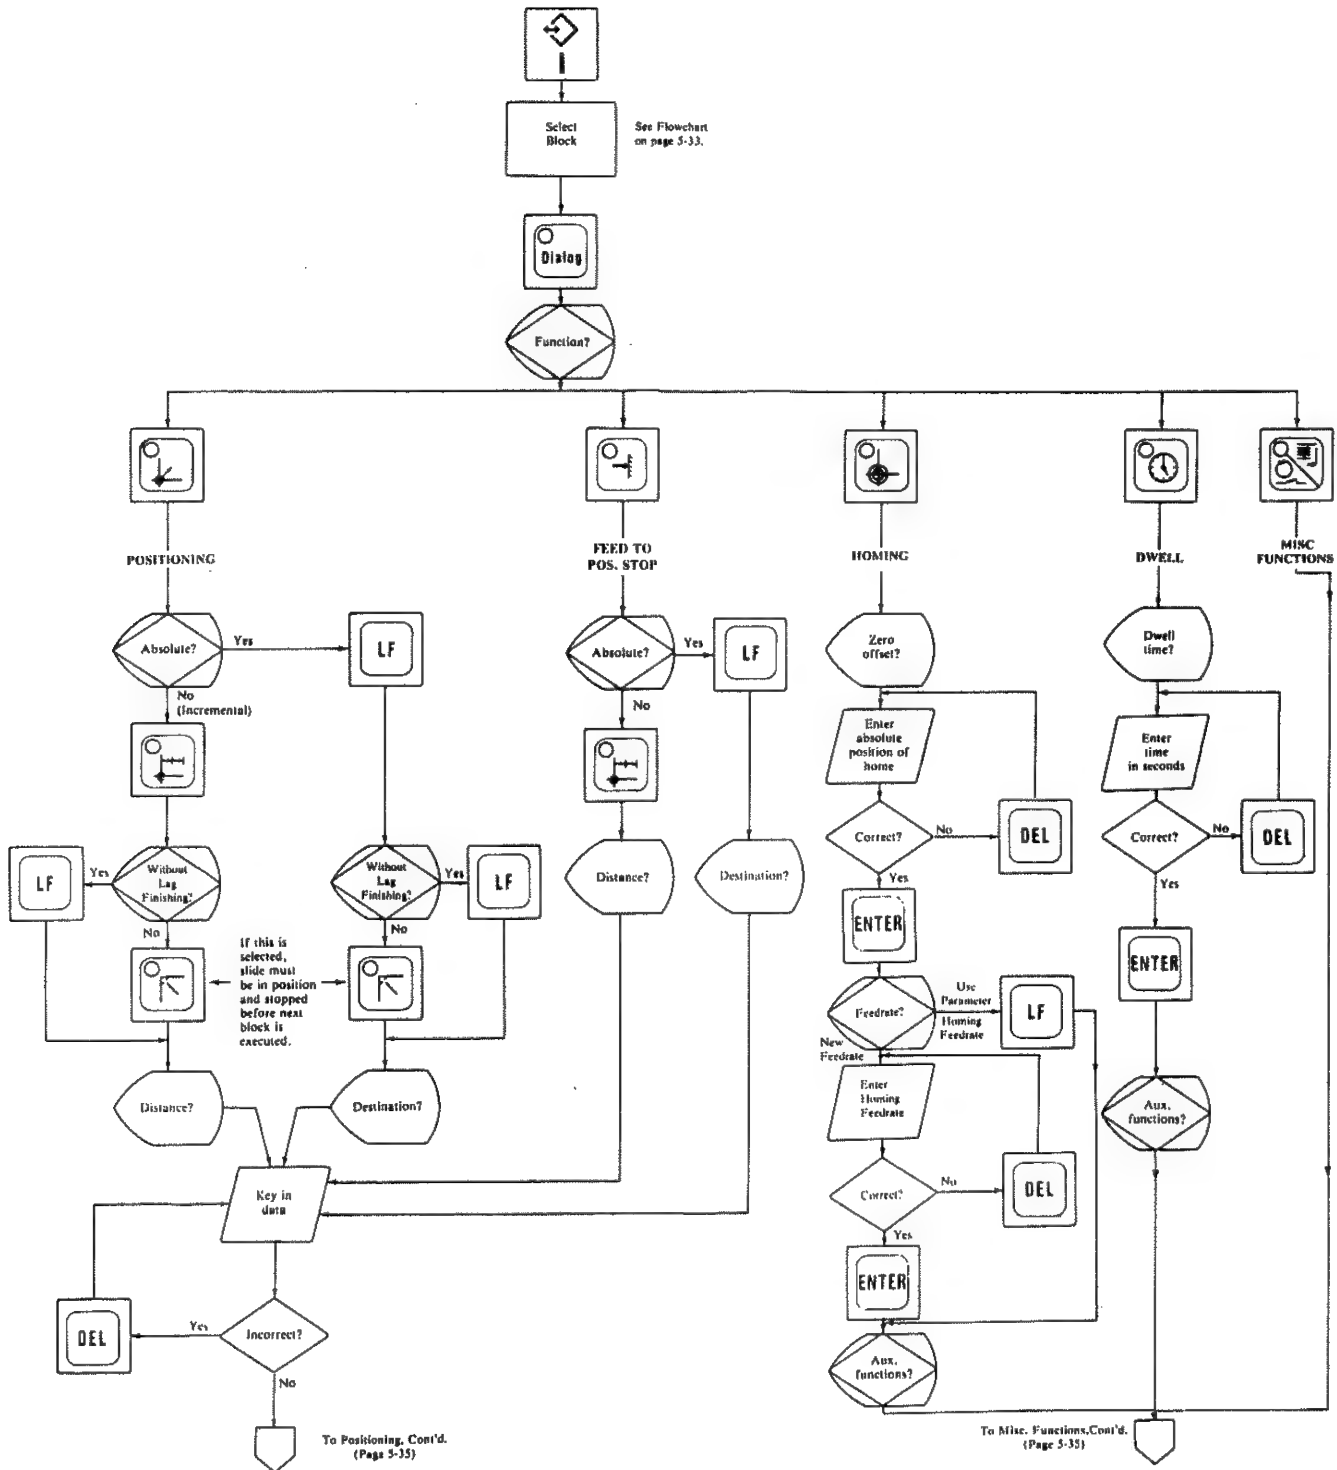 Select
Block
See Flowchart
on page 5-33.
Dialog
Function?
POSITIONING
FEED TO
POS. STOP
HOMING
DWELL
MISC
FUNCTIONS
Absolute?
Yes
LF
No
(Incremental)
Absolute?
Yes
LF
No
Zero
offset?
Dwell
time?
Enter
absolute
position of
home
Enter
time
in seconds
Correct?
No
DEL
Yes
Correct?
No
DEL
Yes
LF
Yes
Without
Lag
Finishing?
No
Without
Lag
Finishing?
Yes
LF
No
Distance?
Destination?
If this is
selected,
slide must
be in position
and stopped
before next
block is
executed.
ENTER
ENTER
Feedrate?
Use
Parameter
Homing
Feedrate
LF
New
Feedrate
Enter
Homing
Feedrate
Distance?
Destination?
Aux.
functions?
Key in
data
Correct?
No
DEL
Yes
ENTER
DEL
Yes
Incorrect?
No
Aux.
functions?
To Positioning, Cont'd.
(Page 5-35)
To Misc. Functions,Cont'd.
(Page 5-35)